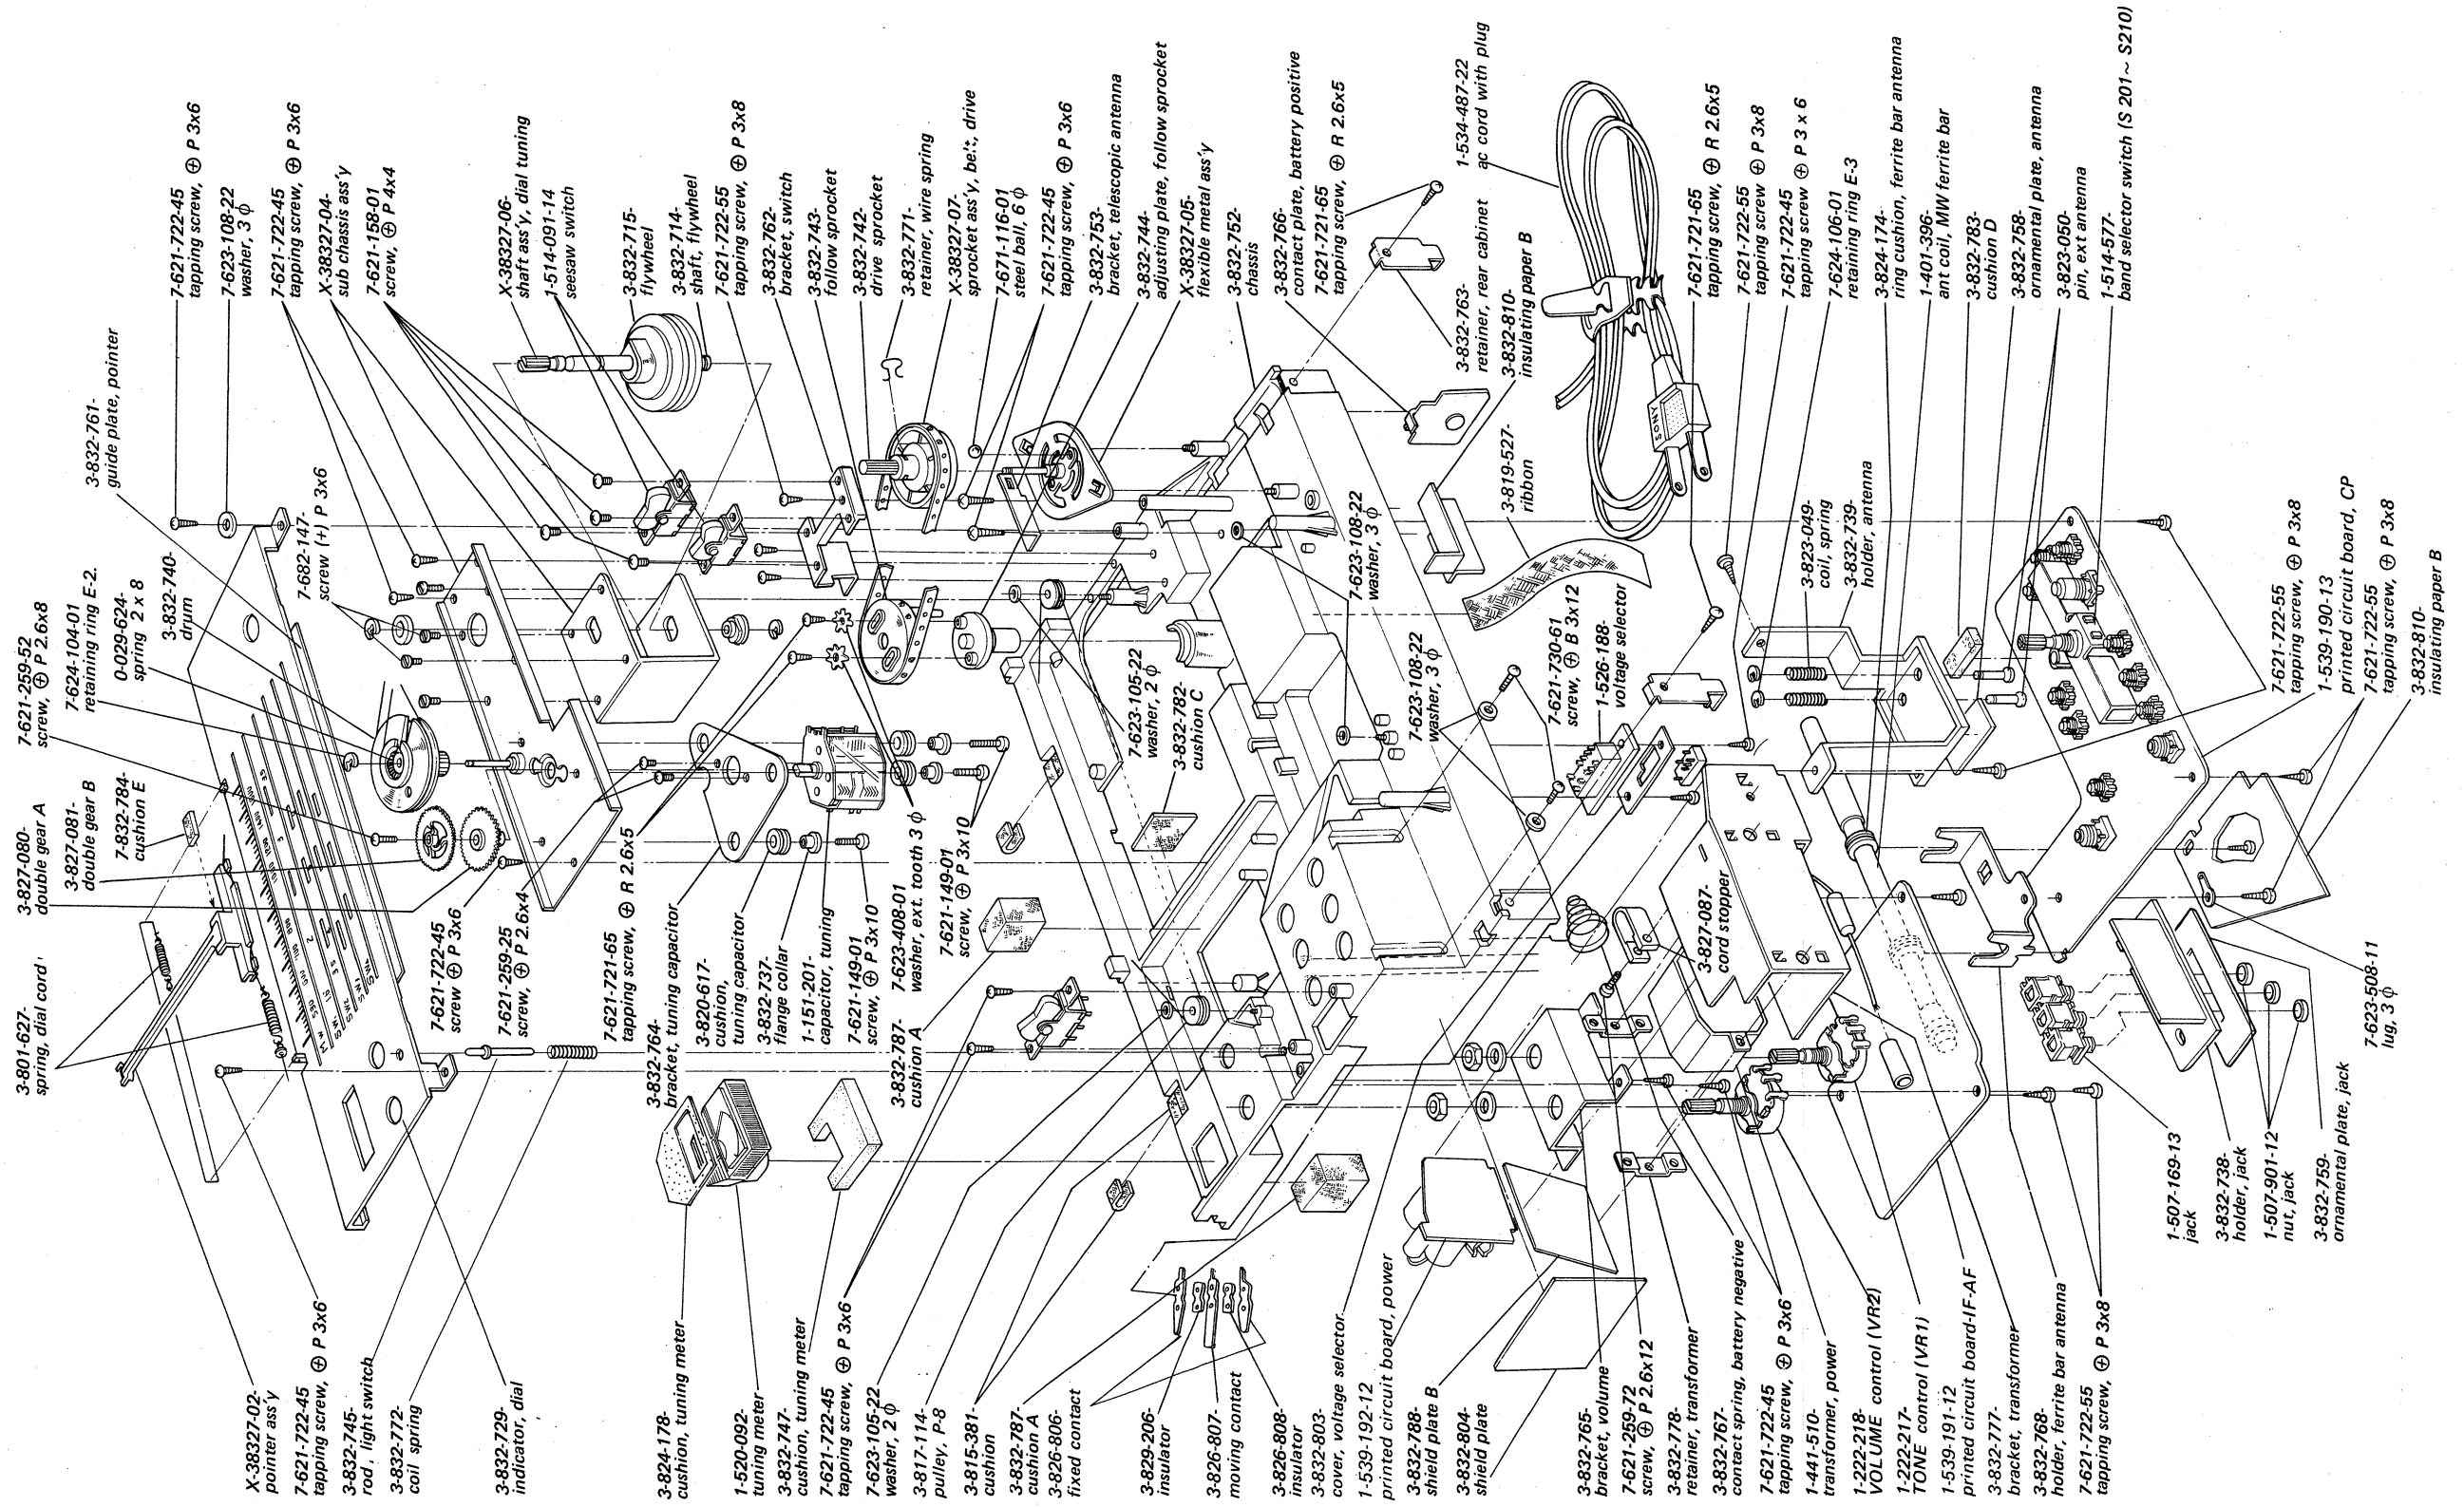 7-621-722-45
tapping screw, ⊕ P 3x6
7-623-108-22
washer, 3 ϕ
7-621-722-45
tapping screw, ⊕ P 3x6
X-38327-04-
sub chassis ass'y
7-621-158-01
screw, ⊕ P 4x4
X-38327-06-
shaft ass'y, dial tuning
1-514-091-14
seesaw switch
3-832-715-
flywheel
3-832-714-
shaft, flywheel
7-621-722-55
tapping screw, ⊕ P 3x8
3-832-762-
bracket, switch
3-832-743-
follow sprocket
3-832-742-
drive sprocket
3-832-771-
retainer, wire spring
X-38327-07-
sprocket ass'y, belt, drive
7-671-116-01
steel ball, 6 ϕ
7-621-722-45
tapping screw, ⊕ P 3x6
3-832-753-
bracket, telescopic antenna
3-832-744-
adjusting plate, follow sprocket
X-38327-05-
flexible metal ass'y
3-832-752-
chassis
3-832-766-
contact plate, battery positive
7-621-721-65
tapping screw, ⊕ R 2.6x5
1-534-487-22
ac cord with plug
3-832-763-
retainer, rear cabinet
3-832-810-
insulating paper B
3-819-527-
ribbon
SONY
7-621-721-65
tapping screw, ⊕ R 2.6x5
7-621-722-55
tapping screw ⊕ P 3x8
7-621-722-45
tapping screw ⊕ P 3 x 6
7-624-106-01
retaining ring E-3
3-824-174-
ring cushion, ferrite bar antenna
1-401-396-
ant coil, MW ferrite bar
3-832-783-
cushion D
3-832-758-
ornamental plate, antenna
3-823-050-
pin, ext antenna
1-514-577-
band selector switch (S 201~ S210)
3-832-761-
guide plate, pointer
7-682-147-
screw (+) P 3x6
3-832-740-
drum
0-029-624-
spring 2 x 8
7-624-104-01
retaining ring E-2.
7-621-259-52
screw, ⊕ P 2.6x8
3-827-080-
double gear A
3-827-081-
double gear B
7-832-784-
cushion E
3-801-627-
spring, dial cord
7-621-722-45
screw ⊕ P 3x6
7-621-259-25
screw, ⊕ P 2.6x4
7-621-721-65
tapping screw, ⊕ R 2.6x5
3-832-764-
bracket, tuning capacitor
3-820-617-
cushion,
tuning capacitor
3-832-737-
flange collar
1-151-201-
capacitor, tuning
7-621-149-01
screw, ⊕ P 3x10
7-623-408-01
washer, ext. tooth 3 ϕ
7-621-149-01
screw, ⊕ P 3x10
3-832-787-
cushion A
7-623-105-22
washer, 2 ϕ
3-832-782-
cushion C
7-623-108-22
washer, 3 ϕ
7-623-108-22
washer, 3 ϕ
7-621-730-61
screw, ⊕ B 3x12
1-526-188-
voltage selector
3-827-087-
cord stopper
3-823-049-
coil, spring
3-832-739-
holder, antenna
7-621-722-55
tapping screw, ⊕ P 3x8
1-539-190-13
printed circuit board, CP
7-621-722-55
tapping screw, ⊕ P 3x8
3-832-810-
insulating paper B
7-623-508-11
lug, 3 ϕ
1-507-169-13
jack
3-832-738-
holder, jack
1-507-901-12
nut, jack
3-832-759-
ornamental plate, jack
X-38327-02-
pointer ass'y
7-621-722-45
tapping screw, ⊕ P 3x6
3-832-745-
rod, light switch
3-832-772-
coil spring
3-832-729-
indicator, dial
3-824-178-
cushion, tuning meter
1-520-092-
tuning meter
3-832-747-
cushion, tuning meter
7-621-722-45
tapping screw, ⊕ P 3x6
7-623-105-22
washer, 2 ϕ
3-817-114-
pulley, P-8
3-815-381-
cushion
3-832-787-
cushion A
3-826-806-
fixed contact
3-829-206-
insulator
3-826-807-
moving contact
3-826-808-
insulator
3-832-803-
cover, voltage selector
1-539-192-12
printed circuit board, power
3-832-788-
shield plate B
3-832-804-
shield plate
3-832-765-
bracket, volume
7-621-259-72
screw, ⊕ P 2.6x12
3-832-778-
retainer, transformer
3-832-767-
contact spring, battery negative
7-621-722-45
tapping screw, ⊕ P 3x6
1-441-510-
transformer, power
1-222-218-
VOLUME control (VR2)
1-222-217-
TONE control (VR1)
1-539-191-12
printed circuit board-IF-AF
3-832-777-
bracket, transformer
3-832-768-
holder, ferrite bar antenna
7-621-722-55
tapping screw, ⊕ P 3x8